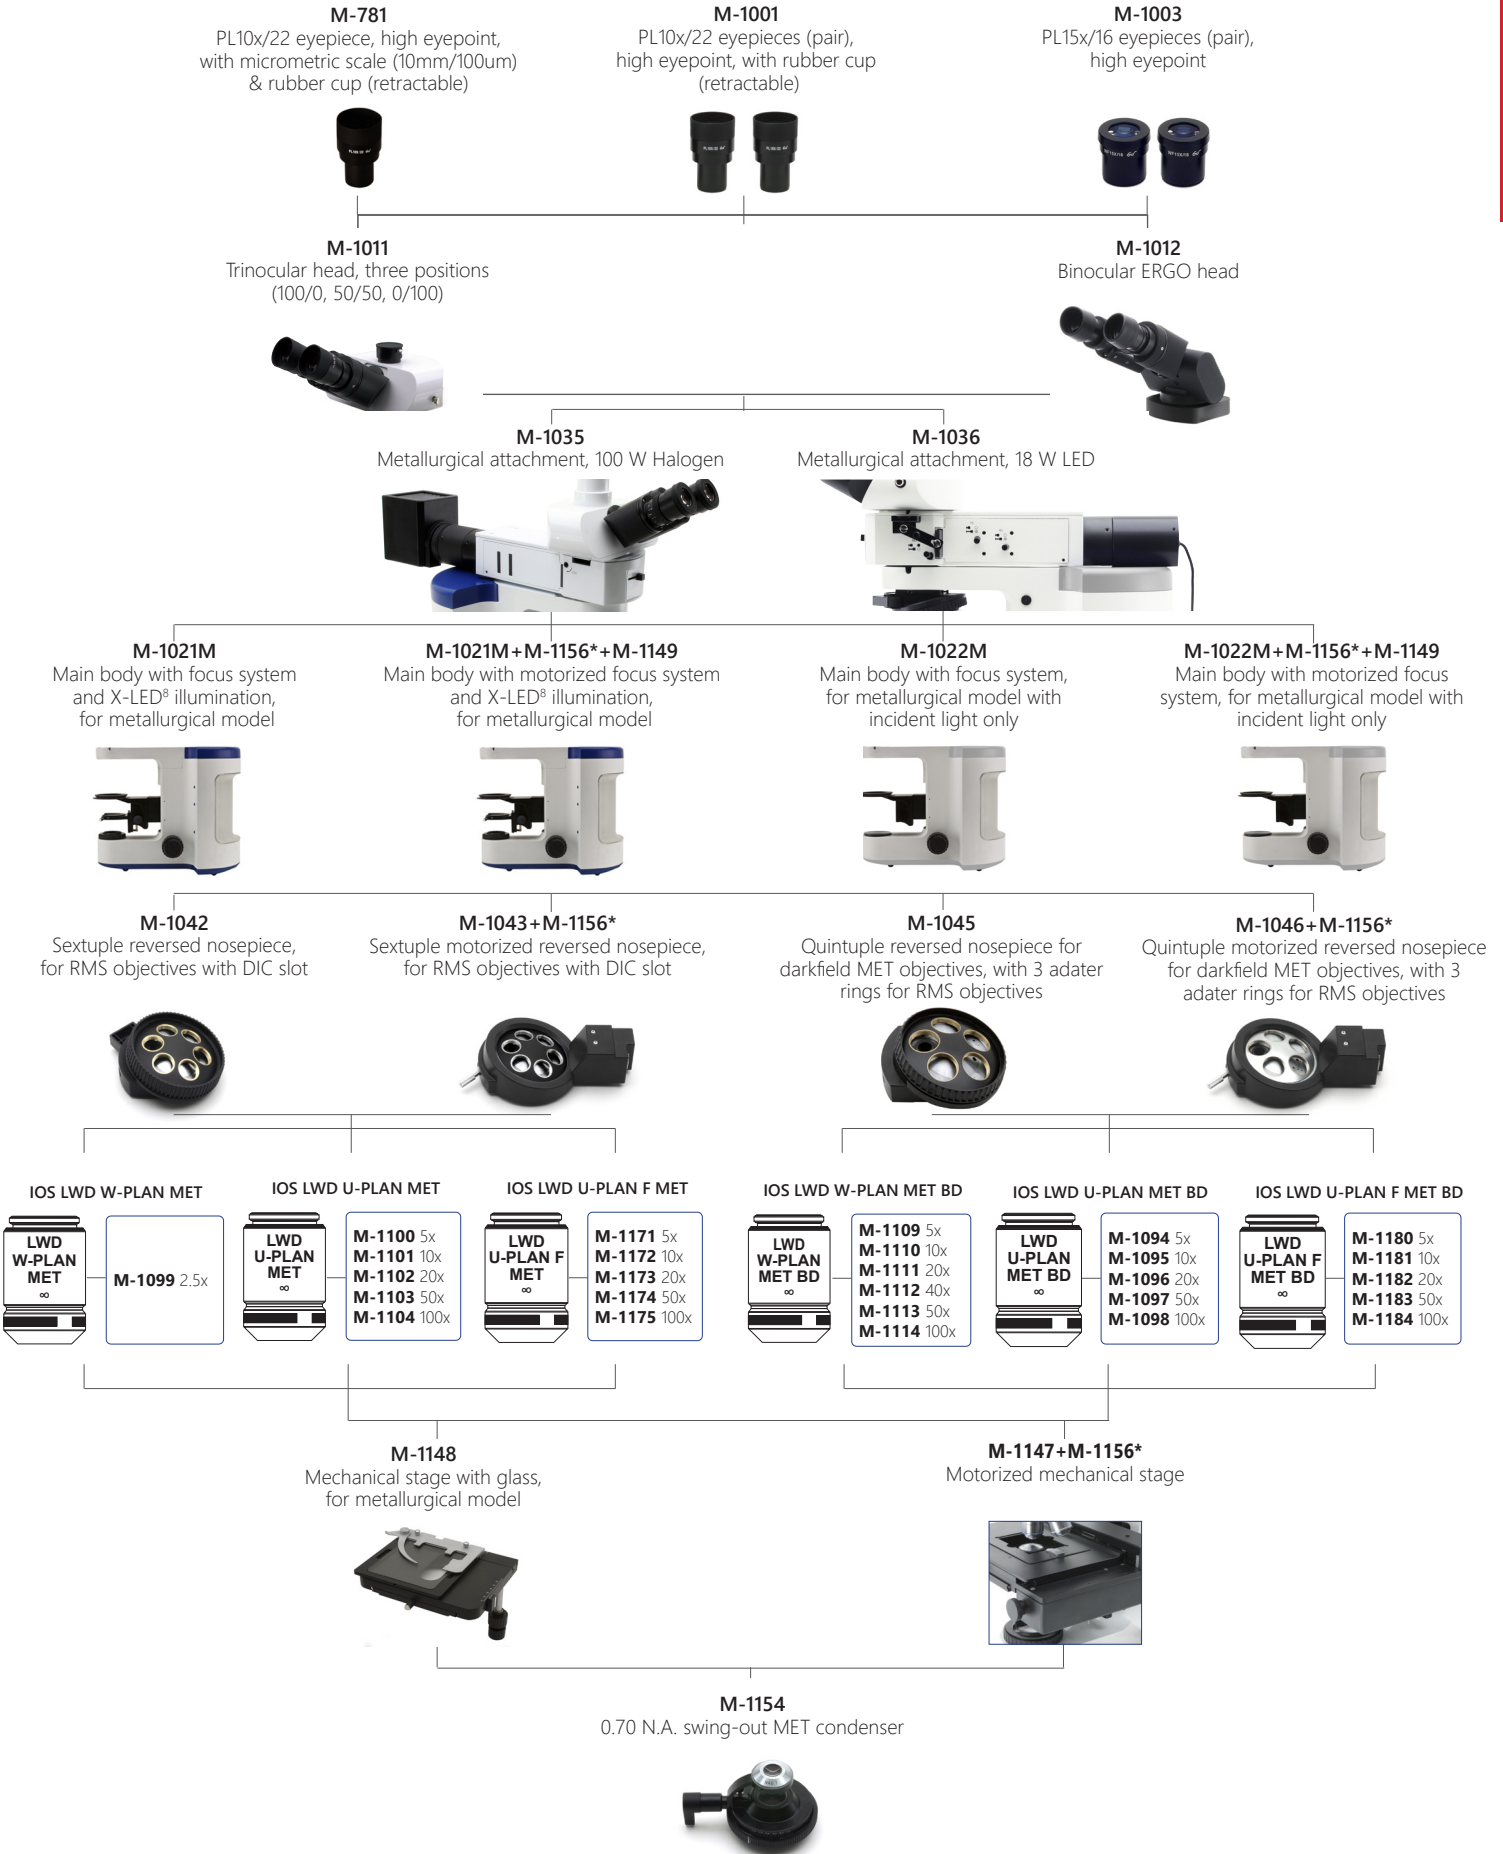 M-781
PL10x/22 eyepiece, high eyepoint,
with micrometric scale (10mm/100um)
& rubber cup (retractable)
M-1001
PL10x/22 eyepieces (pair),
high eyepoint, with rubber cup
(retractable)
M-1003
PL15x/16 eyepieces (pair),
high eyepoint
M-1011
Trinocular head, three positions
(100/0, 50/50, 0/100)
M-1012
Binocular ERGO head
M-1035
Metallurgical attachment, 100 W Halogen
M-1036
Metallurgical attachment, 18 W LED
M-1021M
Main body with focus system
and X-LED⁸ illumination,
for metallurgical model
M-1021M+M-1156*+M-1149
Main body with motorized focus system
and X-LED⁸ illumination,
for metallurgical model
M-1022M
Main body with focus system,
for metallurgical model with
incident light only
M-1022M+M-1156*+M-1149
Main body with motorized focus
system, for metallurgical model with
incident light only
M-1042
Sextuple reversed nosepiece,
for RMS objectives with DIC slot
M-1043+M-1156*
Sextuple motorized reversed nosepiece,
for RMS objectives with DIC slot
M-1045
Quintuple reversed nosepiece for
darkfield MET objectives, with 3 adater
rings for RMS objectives
M-1046+M-1156*
Quintuple motorized reversed nosepiece
for darkfield MET objectives, with 3
adater rings for RMS objectives
IOS LWD W-PLAN MET
LWD
W-PLAN
MET
∞
M-1099 2.5x
IOS LWD U-PLAN MET
LWD
U-PLAN
MET
∞
M-1100 5x
M-1101 10x
M-1102 20x
M-1103 50x
M-1104 100x
IOS LWD U-PLAN F MET
LWD
U-PLAN F
MET
∞
M-1171 5x
M-1172 10x
M-1173 20x
M-1174 50x
M-1175 100x
IOS LWD W-PLAN MET BD
LWD
W-PLAN
MET BD
∞
M-1109 5x
M-1110 10x
M-1111 20x
M-1112 40x
M-1113 50x
M-1114 100x
IOS LWD U-PLAN MET BD
LWD
U-PLAN
MET BD
∞
M-1094 5x
M-1095 10x
M-1096 20x
M-1097 50x
M-1098 100x
IOS LWD U-PLAN F MET BD
LWD
U-PLAN F
MET BD
∞
M-1180 5x
M-1181 10x
M-1182 20x
M-1183 50x
M-1184 100x
M-1148
Mechanical stage with glass,
for metallurgical model
M-1147+M-1156*
Motorized mechanical stage
M-1154
0.70 N.A. swing-out MET condenser